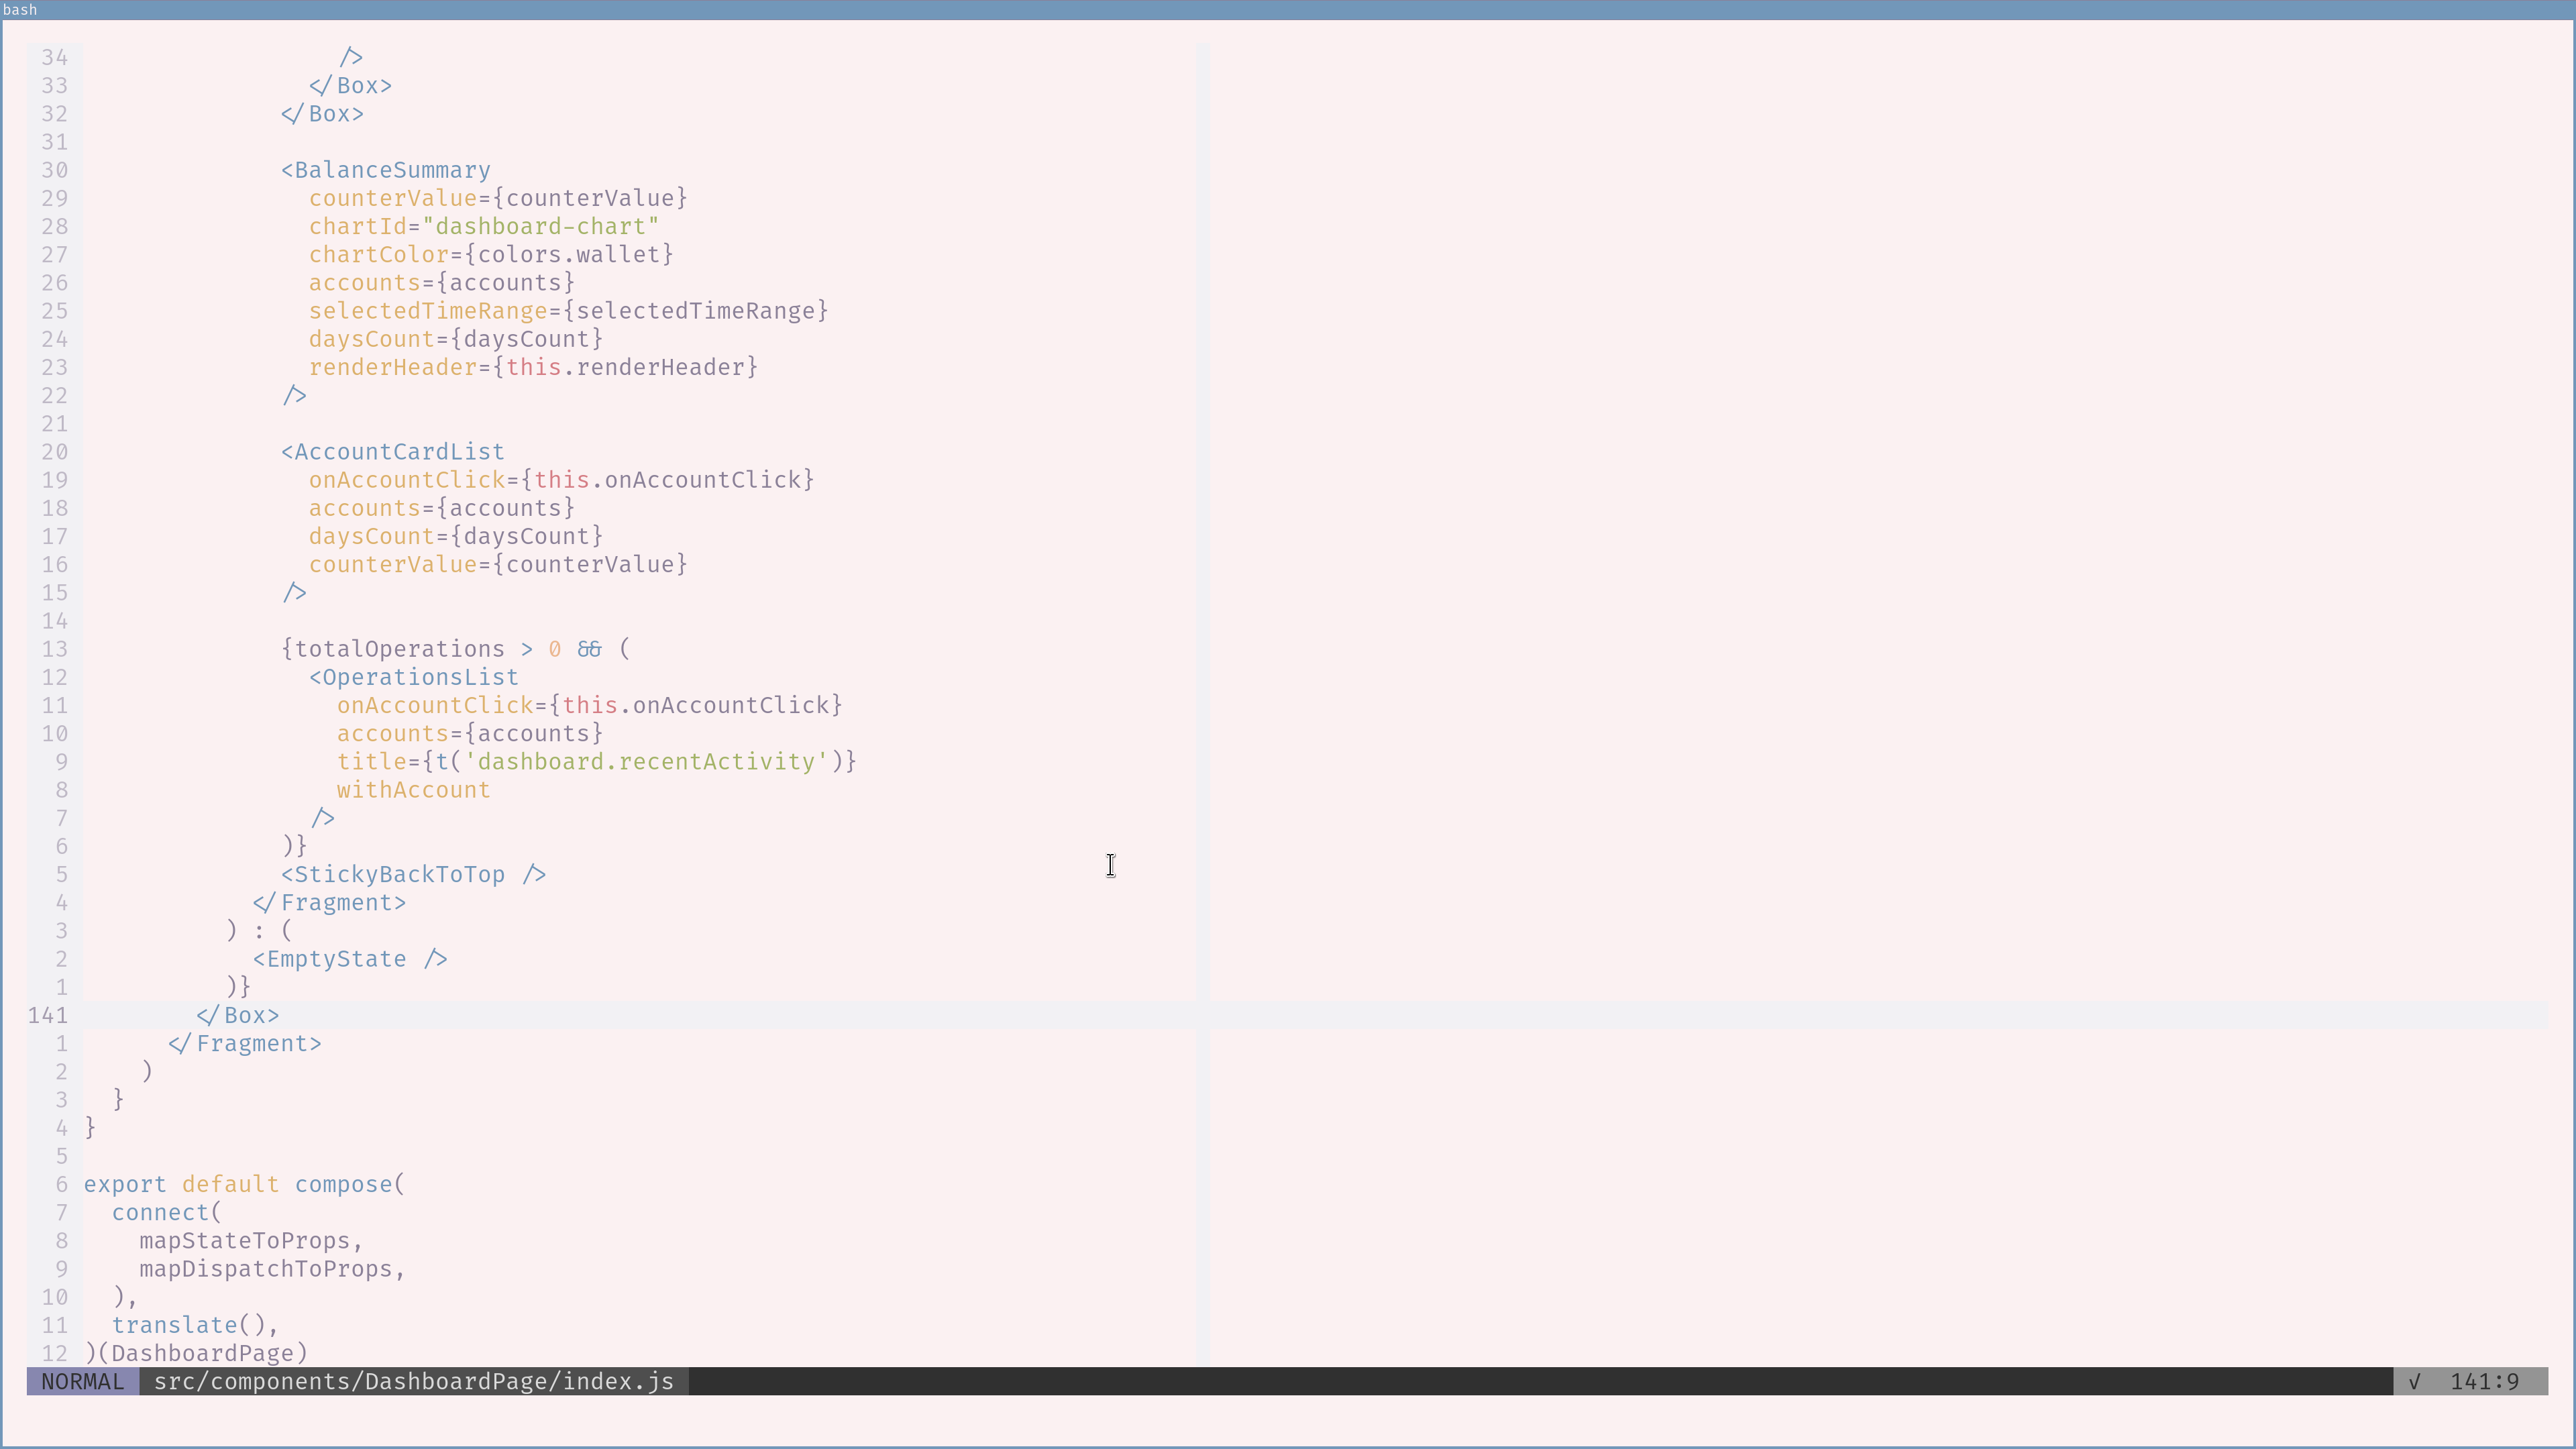 bash
34                   />
33                 </Box>
32               </Box>
31
30               <BalanceSummary
29                 counterValue={counterValue}
28                 chartId="dashboard-chart"
27                 chartColor={colors.wallet}
26                 accounts={accounts}
25                 selectedTimeRange={selectedTimeRange}
24                 daysCount={daysCount}
23                 renderHeader={this.renderHeader}
22               />
21
20               <AccountCardList
19                 onAccountClick={this.onAccountClick}
18                 accounts={accounts}
17                 daysCount={daysCount}
16                 counterValue={counterValue}
15               />
14
13               {totalOperations > 0 && (
12                 <OperationsList
11                   onAccountClick={this.onAccountClick}
10                   accounts={accounts}
9                   title={t('dashboard.recentActivity')}
8                   withAccount
7                 />
6               )}
5               <StickyBackToTop />
4             </Fragment>
3           ) : (
2             <EmptyState />
1           )}
141         </Box>
1       </Fragment>
2     )
3   }
4 }
5
6 export default compose(
7   connect(
8     mapStateToProps,
9     mapDispatchToProps,
10   ),
11   translate(),
12 )(DashboardPage)
NORMAL src/components/DashboardPage/index.js √ 141:9